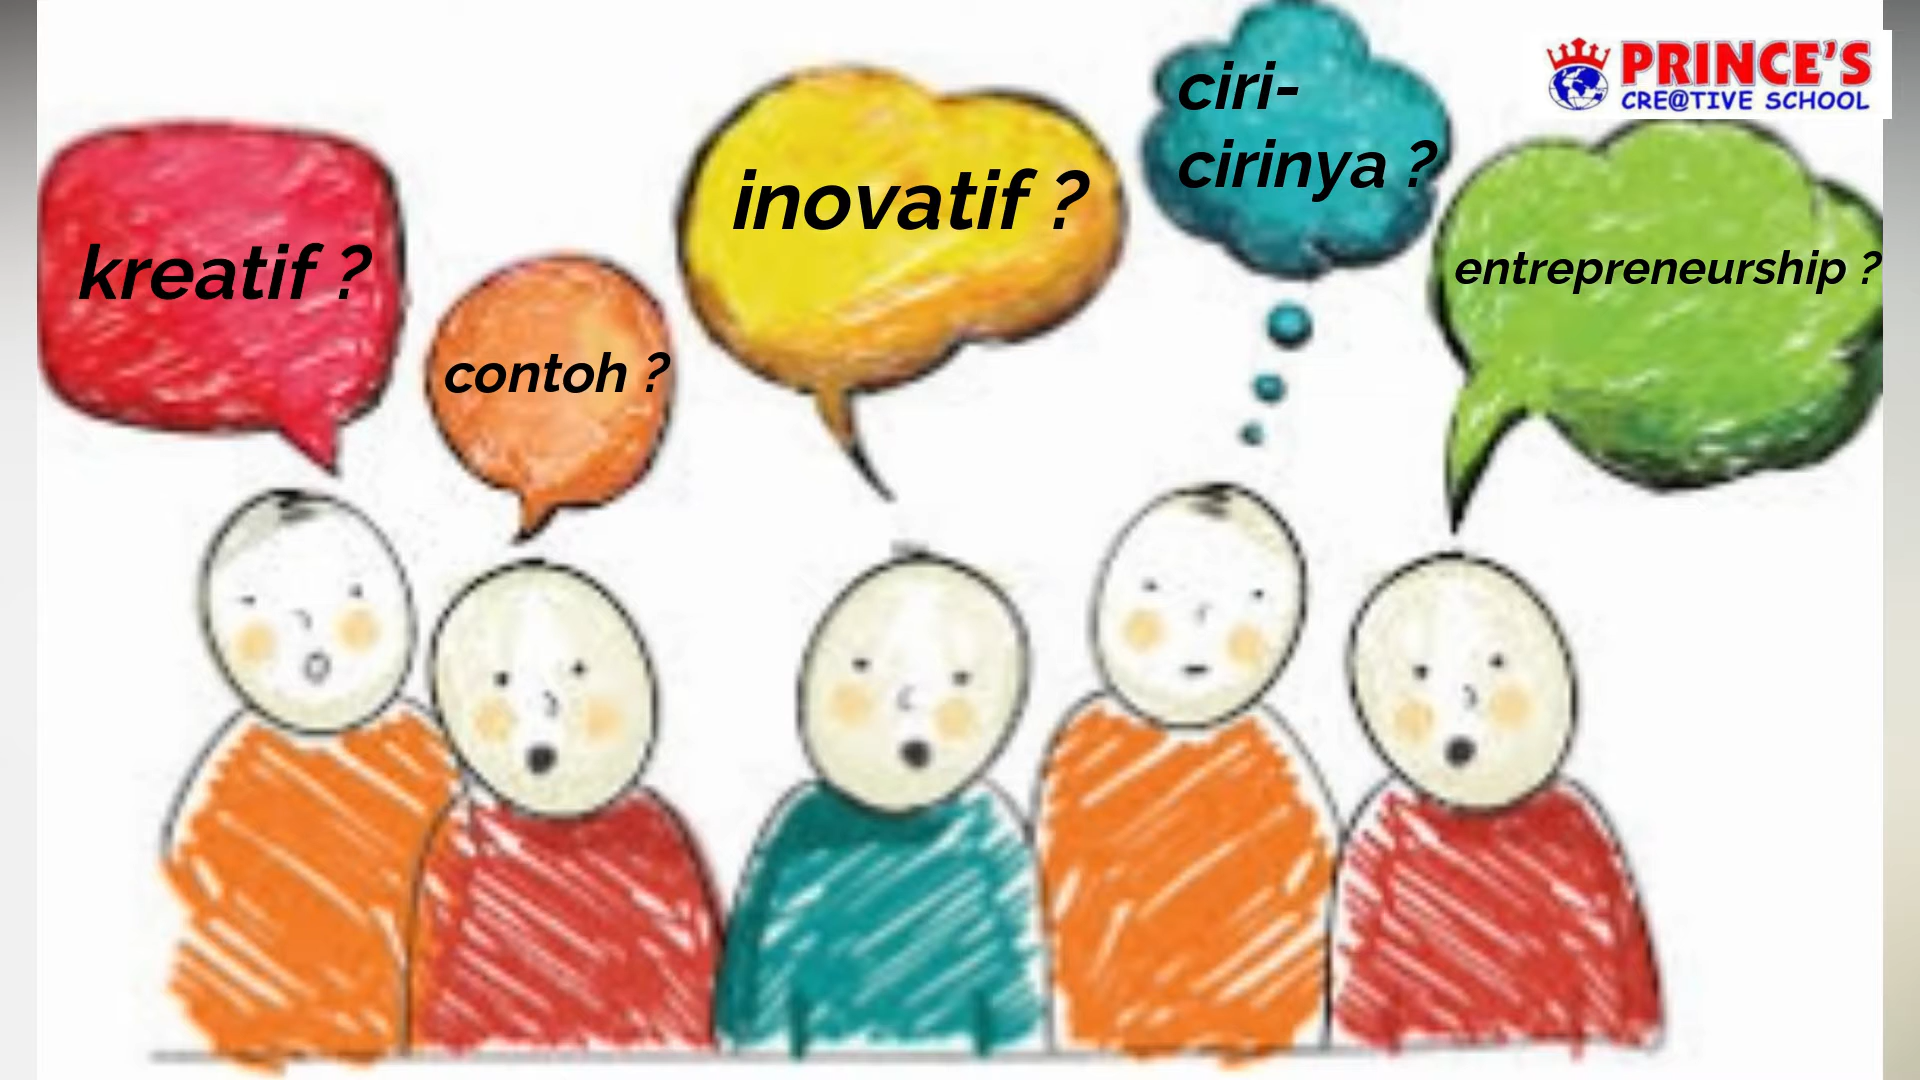 kreatif ?
contoh ?
inovatif ?
ciri-
cirinya ?
entrepreneurship ?
PRINCE'S
CRE@TIVE SCHOOL